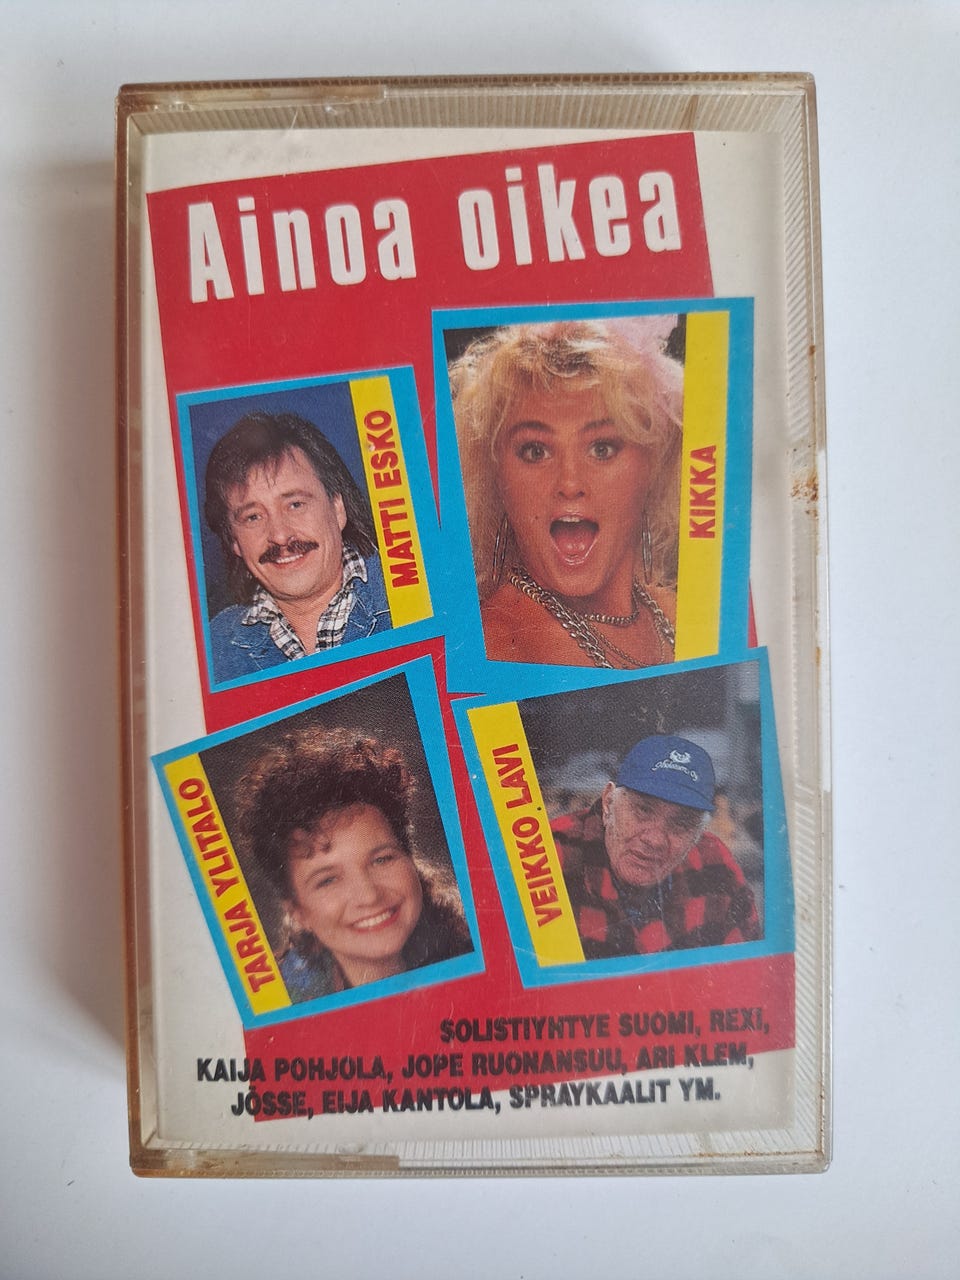 Ainoa oikea
MATTI ESKO
KIKKA
TARJA YLITALO
VEIKKO LAVI
SOLISTIYHTYE SUOMI, REXI,
KAIJA POHJOLA, JOPE RUONANSUU, ARI KLEM,
JÖSSE, EIJA KANTOLA, SPRAYKAALIT YM.